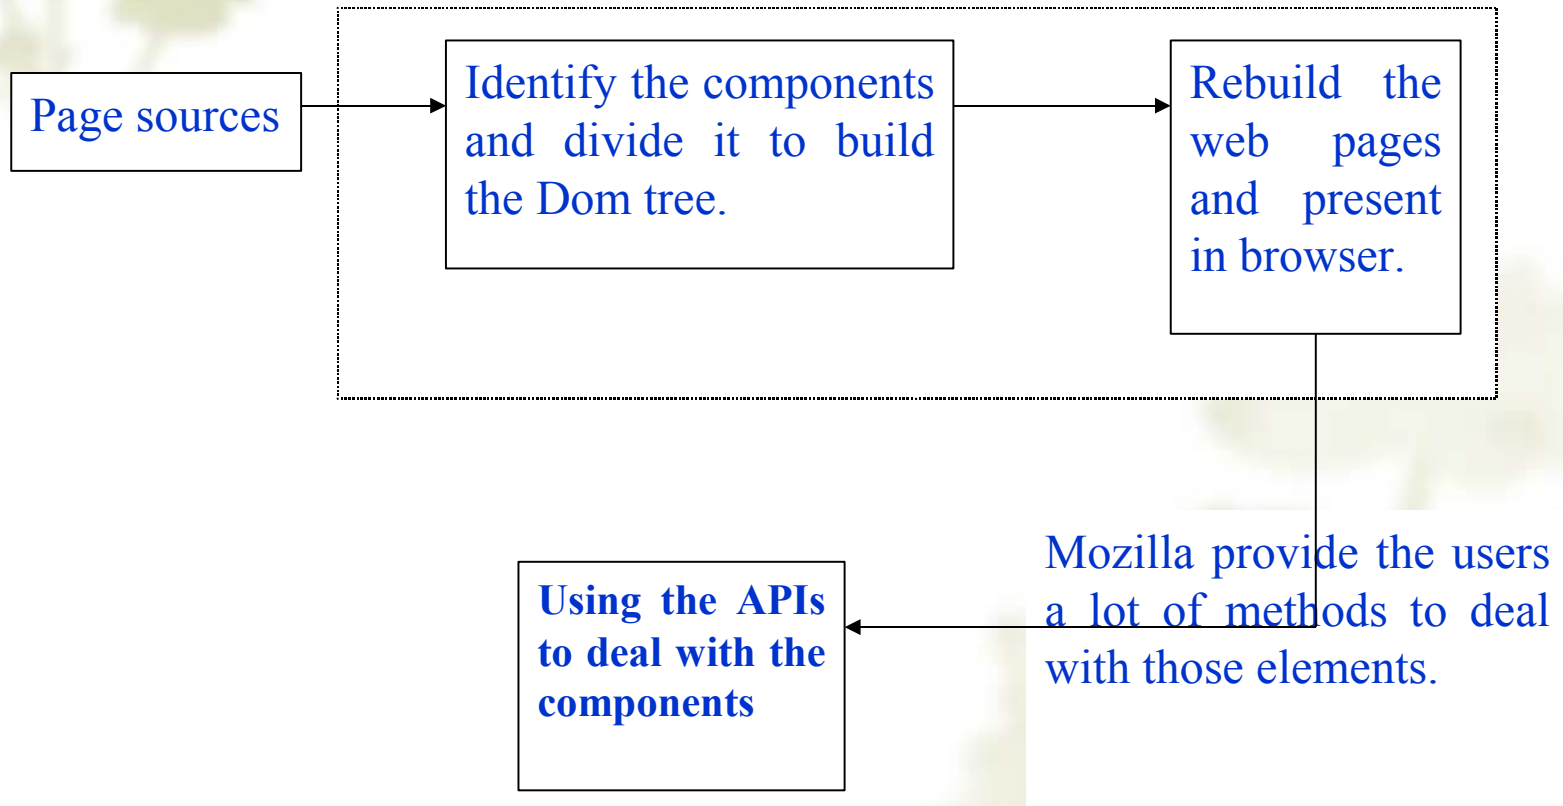 Page sources
Identify the components
and divide it to build
the Dom tree.
Rebuild the
web pages
and present
in browser.
Using the APIs
to deal with the
components
Mozilla provide the users
a lot of methods to deal
with those elements.